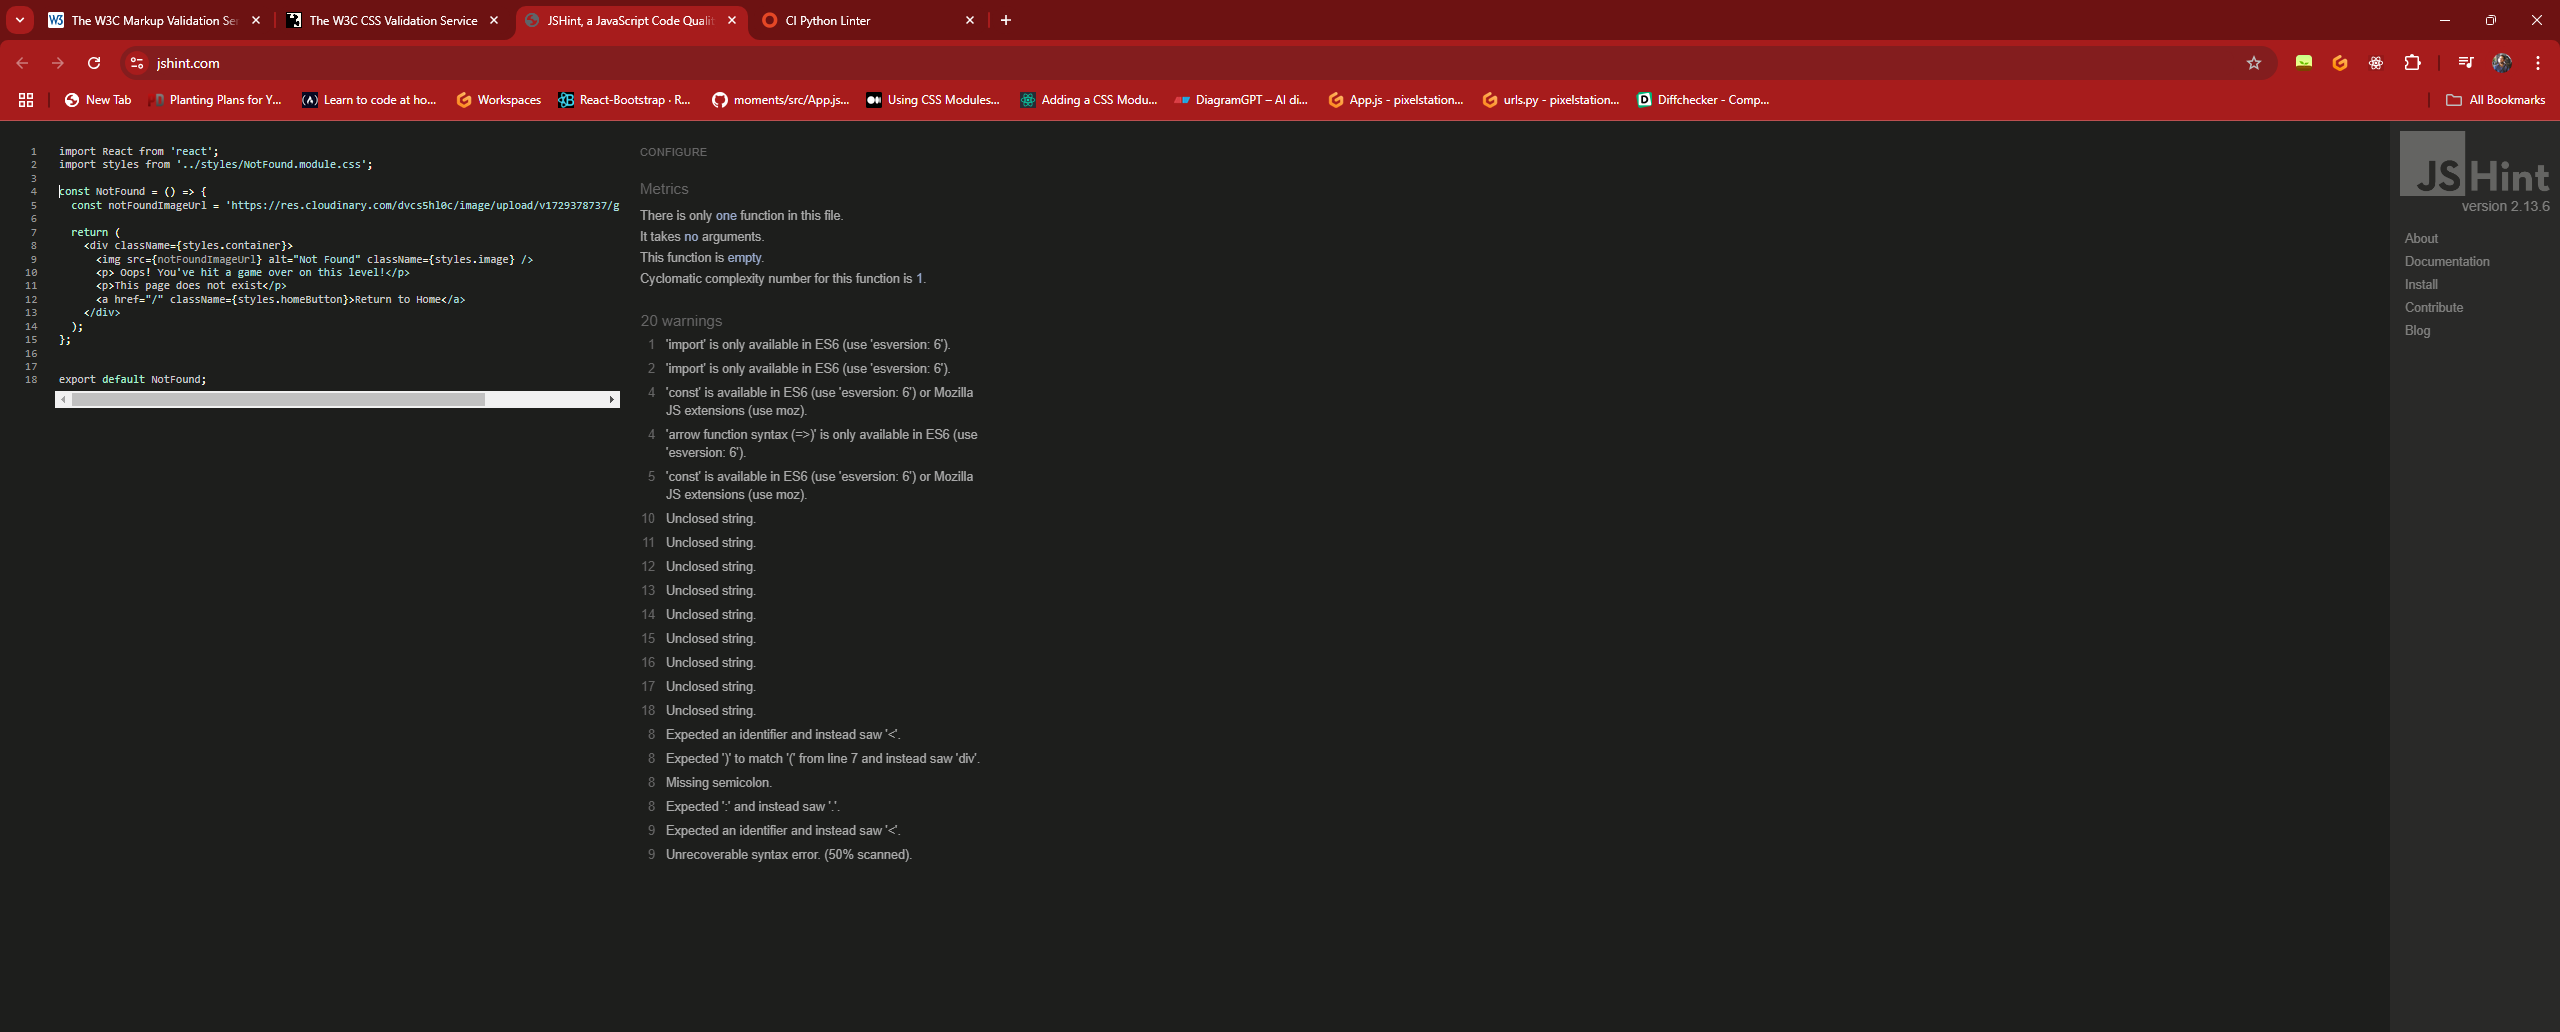 The W3C Markup Validation Se
The W3C CSS Validation Service
JSHint, a JavaScript Code Qualit
CI Python Linter
jshint.com
New Tab
Planting Plans for Y...
Learn to code at ho...
Workspaces
React-Bootstrap · R...
moments/src/App.js...
Using CSS Modules...
Adding a CSS Modu...
DiagramGPT – AI di...
App.js - pixelstation...
urls.py - pixelstation...
Diffchecker - Comp...
All Bookmarks
1 import React from 'react';
2 import styles from '../styles/NotFound.module.css';
3
4 const NotFound = () => {
5 const notFoundImageUrl = 'https://res.cloudinary.com/dvcs5hl0c/image/upload/v1729378737/g
6
7 return (
8 <div className={styles.container}>
9 <img src={notFoundImageUrl} alt="Not Found" className={styles.image} />
10 <p> Oops! You've hit a game over on this level!</p>
11 <p>This page does not exist</p>
12 <a href="/" className={styles.homeButton}>Return to Home</a>
13 </div>
14 );
15 };
16
17
18 export default NotFound;
CONFIGURE
Metrics
There is only one function in this file.
It takes no arguments.
This function is empty.
Cyclomatic complexity number for this function is 1.
20 warnings
1 'import' is only available in ES6 (use 'esversion: 6').
2 'import' is only available in ES6 (use 'esversion: 6').
4 'const' is available in ES6 (use 'esversion: 6') or Mozilla
JS extensions (use moz).
4 'arrow function syntax (=>)' is only available in ES6 (use
'esversion: 6').
5 'const' is available in ES6 (use 'esversion: 6') or Mozilla
JS extensions (use moz).
10 Unclosed string.
11 Unclosed string.
12 Unclosed string.
13 Unclosed string.
14 Unclosed string.
15 Unclosed string.
16 Unclosed string.
17 Unclosed string.
18 Unclosed string.
8 Expected an identifier and instead saw '<'.
8 Expected ')' to match '(' from line 7 and instead saw 'div'.
8 Missing semicolon.
8 Expected ':' and instead saw '.'.
9 Expected an identifier and instead saw '<'.
9 Unrecoverable syntax error. (50% scanned).
JSHint
version 2.13.6
About
Documentation
Install
Contribute
Blog